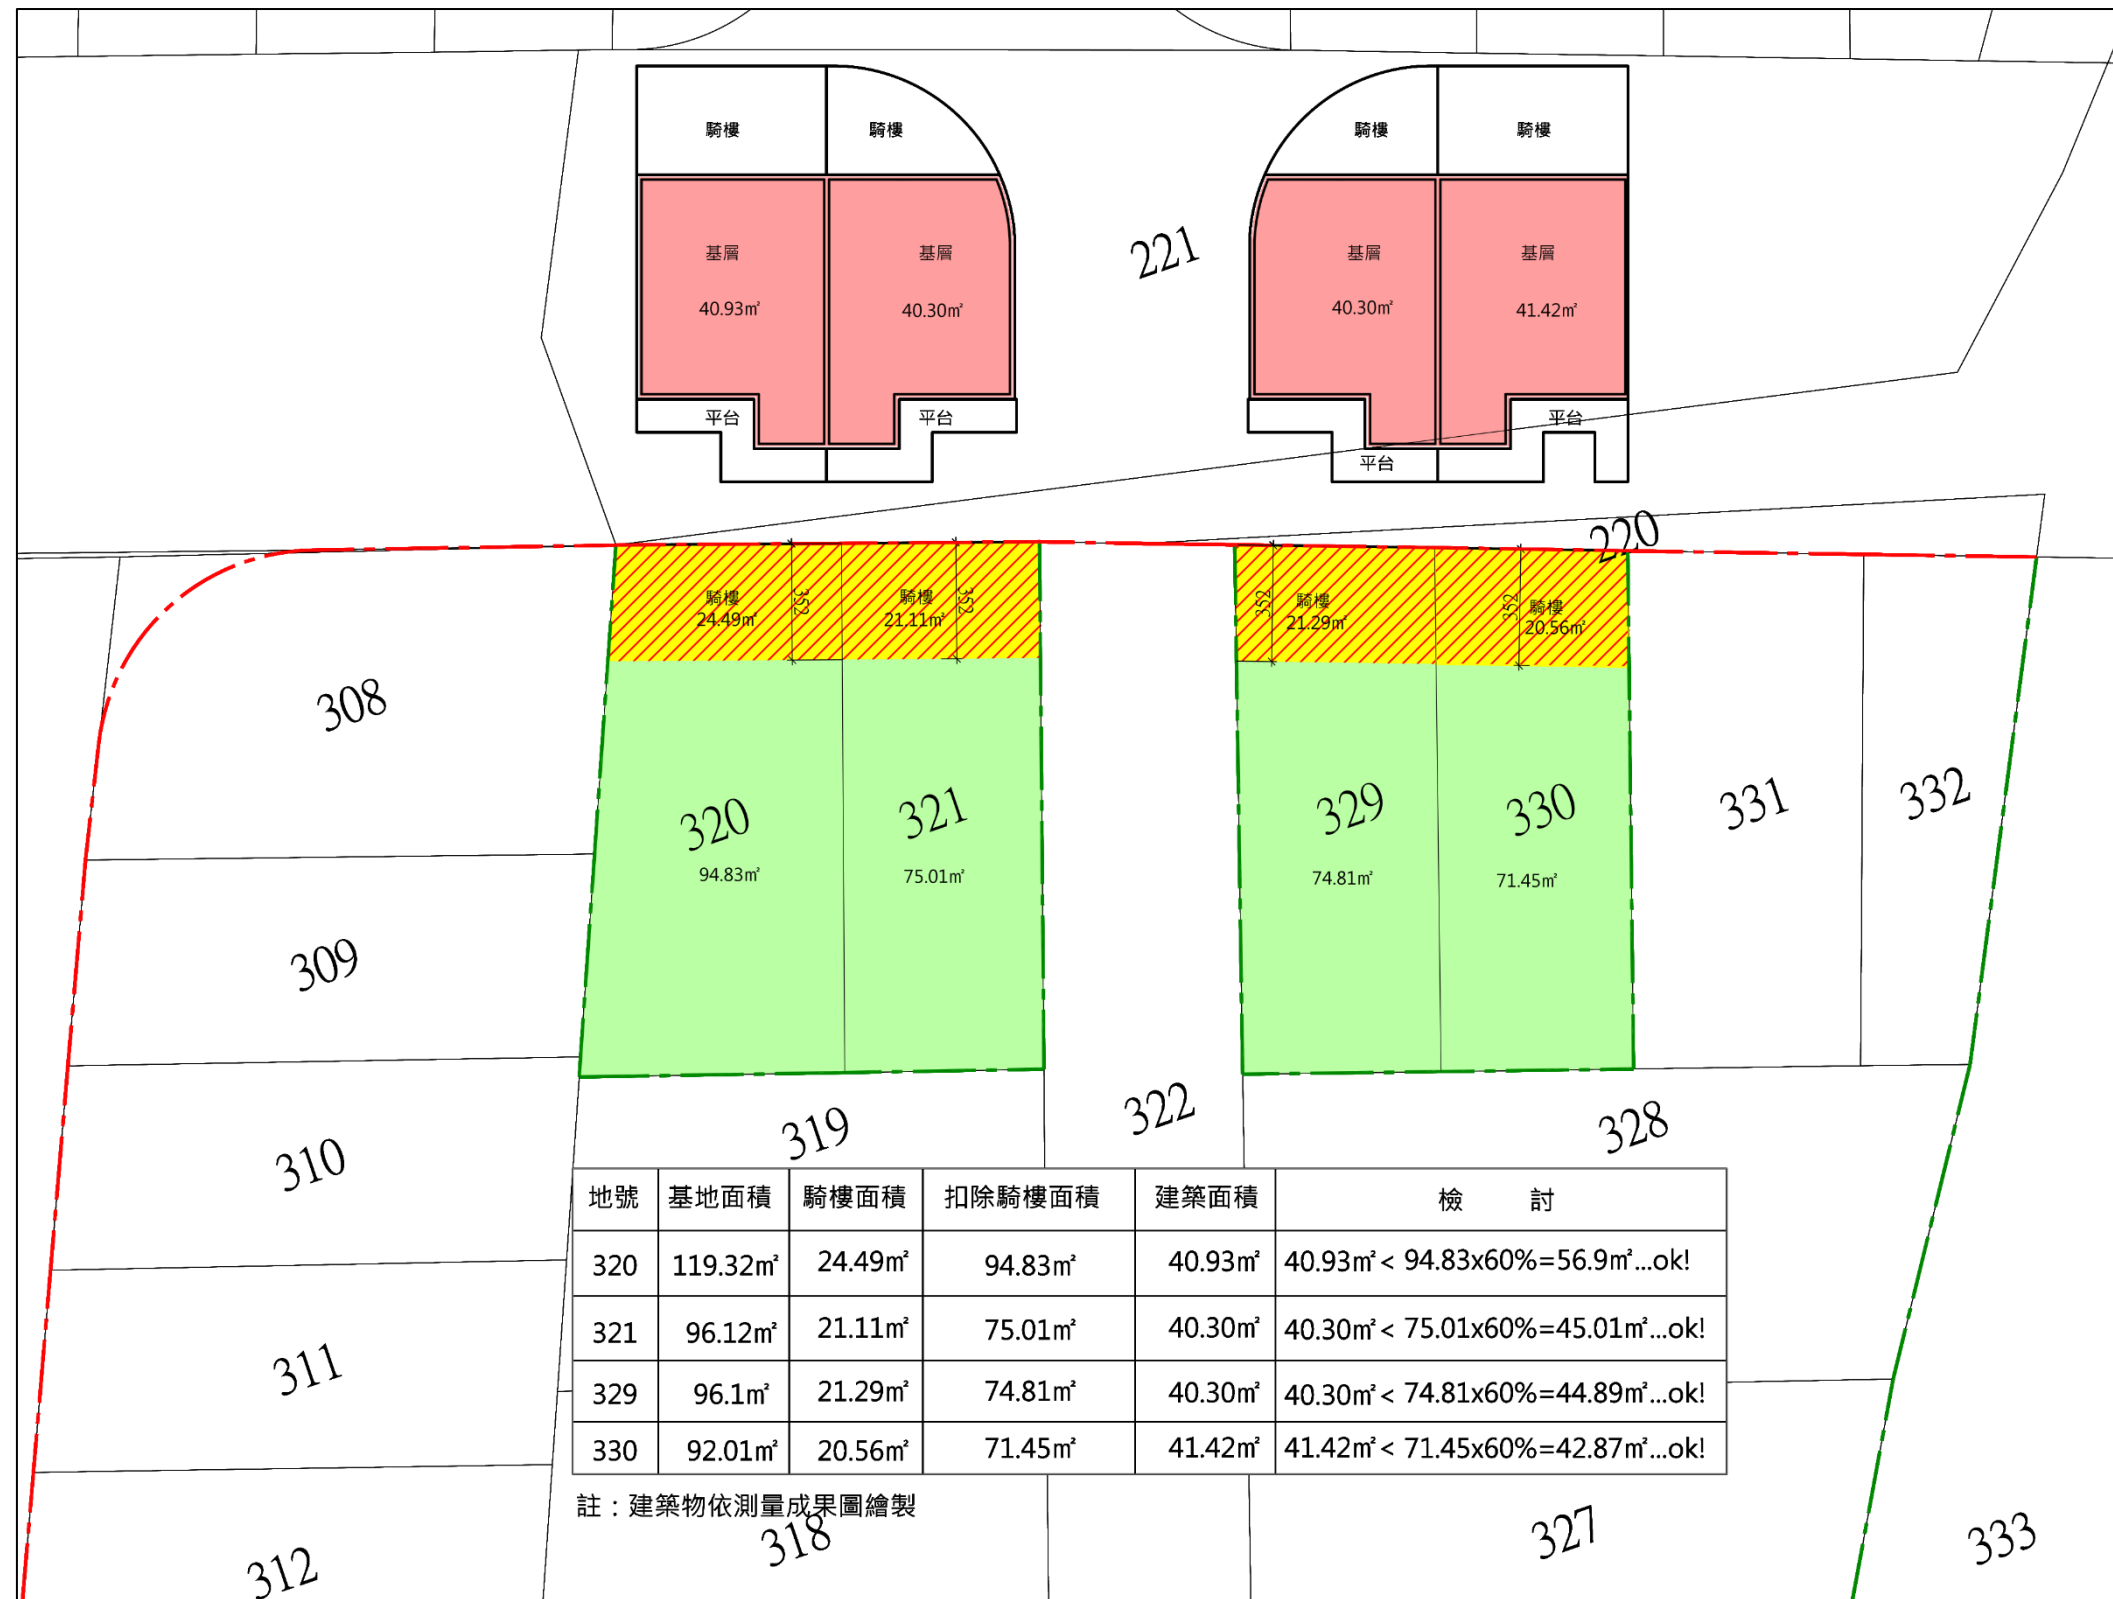 騎樓
騎樓
騎樓
騎樓
基層
基層
基層
基層
40.93㎡
40.30㎡
40.30㎡
41.42㎡
221
平台
平台
平台
平台
220
騎樓
24.49㎡
352
騎樓
21.11㎡
352
352
騎樓
21.29㎡
352
騎樓
20.56㎡
308
320
94.83㎡
321
75.01㎡
329
74.81㎡
330
71.45㎡
331
332
309
310
319
322
328
地號 基地面積 騎樓面積 扣除騎樓面積 建築面積 檢 討
320 119.32㎡ 24.49㎡ 94.83㎡ 40.93㎡ 40.93㎡< 94.83x60%=56.9㎡...ok!
321 96.12㎡ 21.11㎡ 75.01㎡ 40.30㎡ 40.30㎡< 75.01x60%=45.01㎡...ok!
329 96.1㎡ 21.29㎡ 74.81㎡ 40.30㎡ 40.30㎡< 74.81x60%=44.89㎡...ok!
330 92.01㎡ 20.56㎡ 71.45㎡ 41.42㎡ 41.42㎡< 71.45x60%=42.87㎡...ok!
註：建築物依測量成果圖繪製
311
312
318
327
333